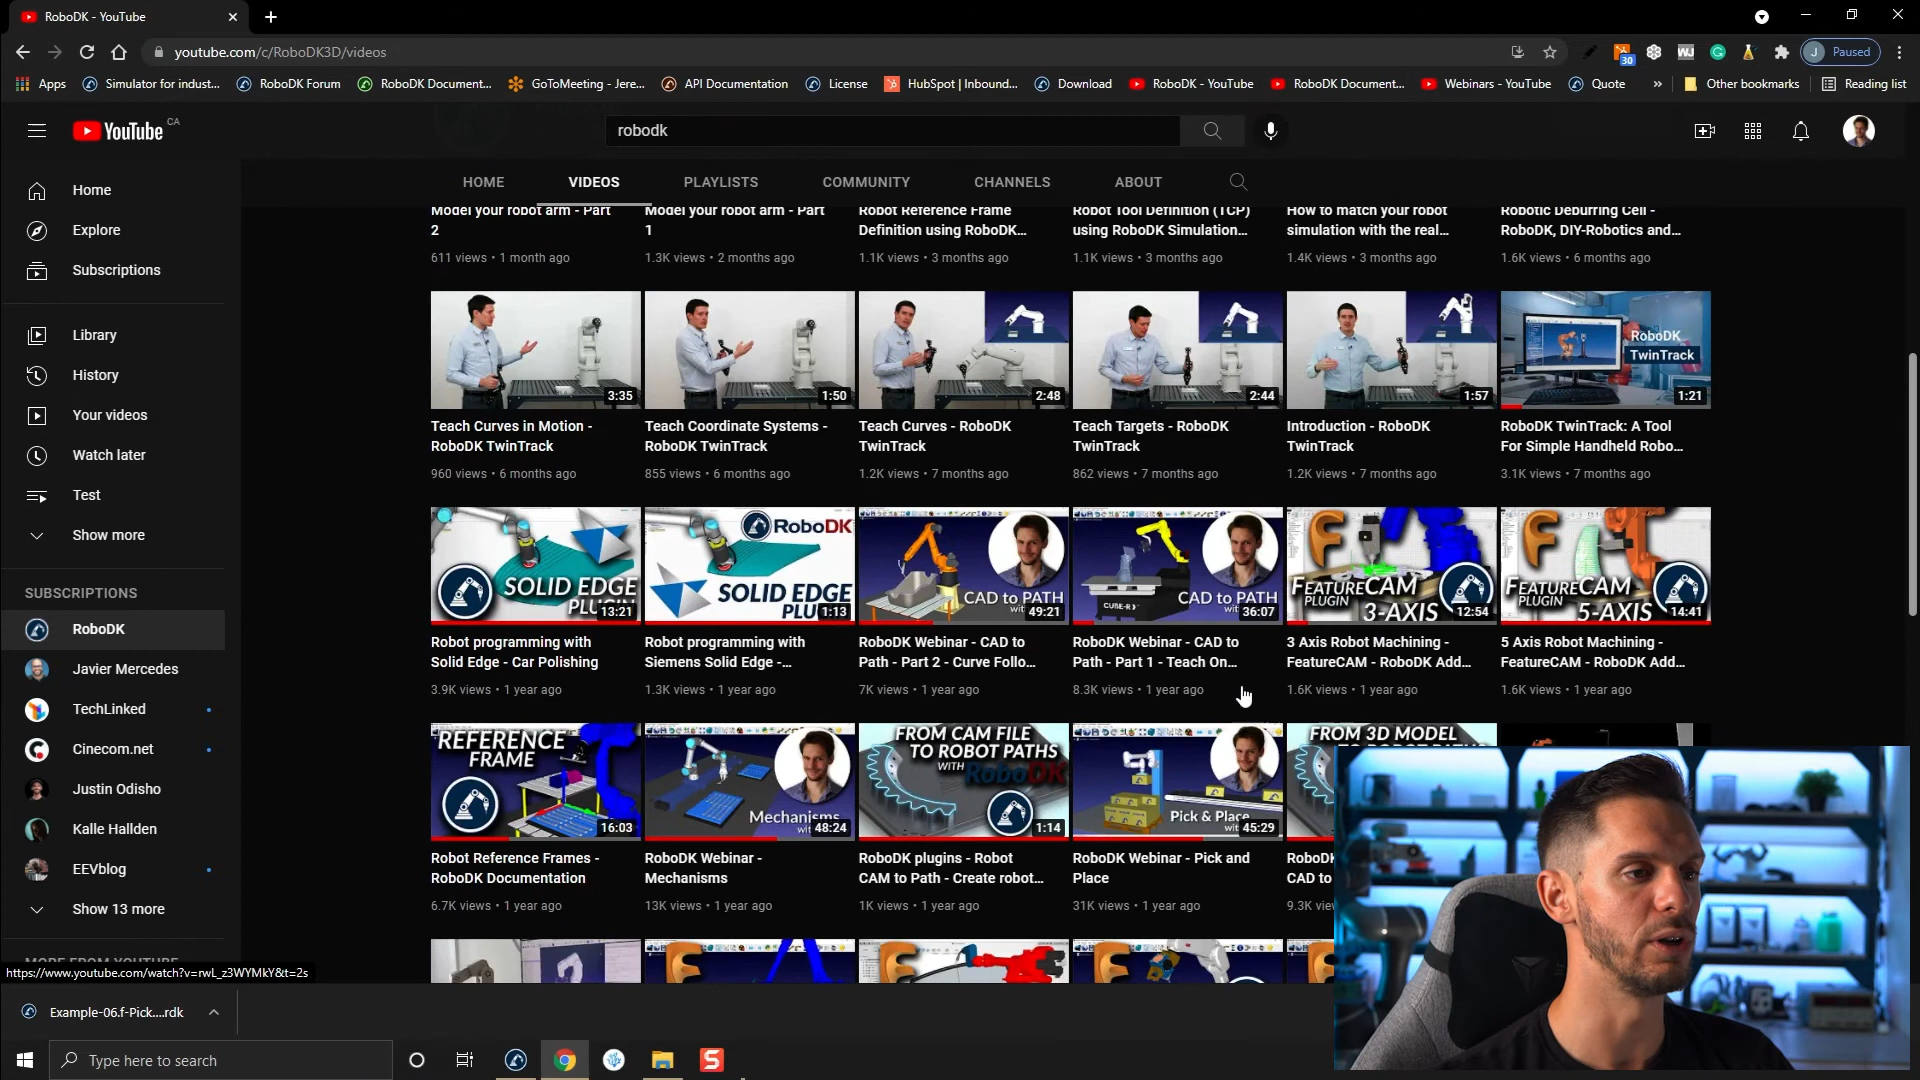 RoboDK - YouTube
youtube.com/c/RoboDK3D/videos
30
J Paused
Apps
Simulator for indust...
RoboDK Forum
RoboDK Document...
GoToMeeting - Jere...
API Documentation
License
HubSpot | Inbound...
Download
RoboDK - YouTube
RoboDK Document...
Webinars - YouTube
Quote
»
Other bookmarks
Reading list
YouTube CA
robodk
HOME
VIDEOS
PLAYLISTS
COMMUNITY
CHANNELS
ABOUT
Home
Explore
Subscriptions
Library
History
Your videos
Watch later
Test
Show more
SUBSCRIPTIONS
RoboDK
Javier Mercedes
TechLinked
Cinecom.net
Justin Odisho
Kalle Hallden
EEVblog
Show 13 more
MORE FROM YOUTUBE
Model your robot arm - Part
2
611 views • 1 month ago
Model your robot arm - Part
1
1.3K views • 2 months ago
Robot Reference Frame
Definition using RoboDK...
1.1K views • 3 months ago
Robot Tool Definition (TCP)
using RoboDK Simulation...
1.1K views • 3 months ago
How to match your robot
simulation with the real...
1.4K views • 3 months ago
Robotic Deburring Cell -
RoboDK, DIY-Robotics and...
1.6K views • 6 months ago
3:35
Teach Curves in Motion -
RoboDK TwinTrack
960 views • 6 months ago
1:50
Teach Coordinate Systems -
RoboDK TwinTrack
855 views • 6 months ago
2:48
Teach Curves - RoboDK
TwinTrack
1.2K views • 7 months ago
2:44
Teach Targets - RoboDK
TwinTrack
862 views • 7 months ago
1:57
Introduction - RoboDK
TwinTrack
1.2K views • 7 months ago
RoboDK
TwinTrack
1:21
RoboDK TwinTrack: A Tool
For Simple Handheld Robo...
3.1K views • 7 months ago
SOLID EDGE
PLUGIN
13:21
Robot programming with
Solid Edge - Car Polishing
3.9K views • 1 year ago
RoboDK
SOLID EDGE
PLU
1:13
Robot programming with
Siemens Solid Edge -...
1.3K views • 1 year ago
CAD to PATH
wit
49:21
RoboDK Webinar - CAD to
Path - Part 2 - Curve Follo...
7K views • 1 year ago
CUBE-R
CAD to PATH
wit
36:07
RoboDK Webinar - CAD to
Path - Part 1 - Teach On...
8.3K views • 1 year ago
F
FEATURECAM
PLUGIN
3-AXIS
12:54
3 Axis Robot Machining -
FeatureCAM - RoboDK Add...
1.6K views • 1 year ago
F
FEATURECAM
PLUGIN
5-AXIS
14:41
5 Axis Robot Machining -
FeatureCAM - RoboDK Add...
1.6K views • 1 year ago
REFERENCE
FRAME
16:03
Robot Reference Frames -
RoboDK Documentation
6.7K views • 1 year ago
Mechanisms
wit
48:24
RoboDK Webinar -
Mechanisms
13K views • 1 year ago
FROM CAM FILE
TO ROBOT PATHS
WITH RoboDK
1:14
RoboDK plugins - Robot
CAM to Path - Create robot...
1K views • 1 year ago
Pick & Place
wit
45:29
RoboDK Webinar - Pick and
Place
31K views • 1 year ago
FROM 3D MODEL
RoboDK
CAD to
9.3K vie
https://www.youtube.com/watch?v=rwL_z3WYMkY&t=2s
Example-06.f-Pick....rdk
Type here to search
S